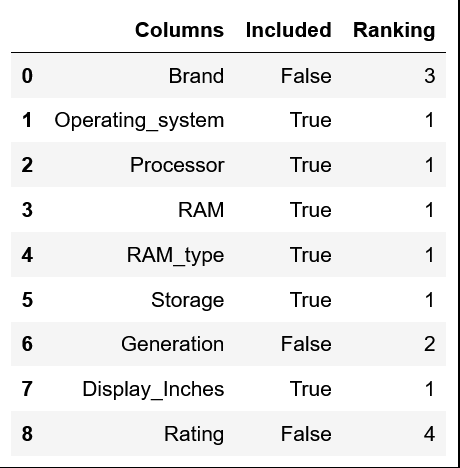 Columns Included Ranking
0 Brand False 3
1 Operating_system True 1
2 Processor True 1
3 RAM True 1
4 RAM_type True 1
5 Storage True 1
6 Generation False 2
7 Display_Inches True 1
8 Rating False 4